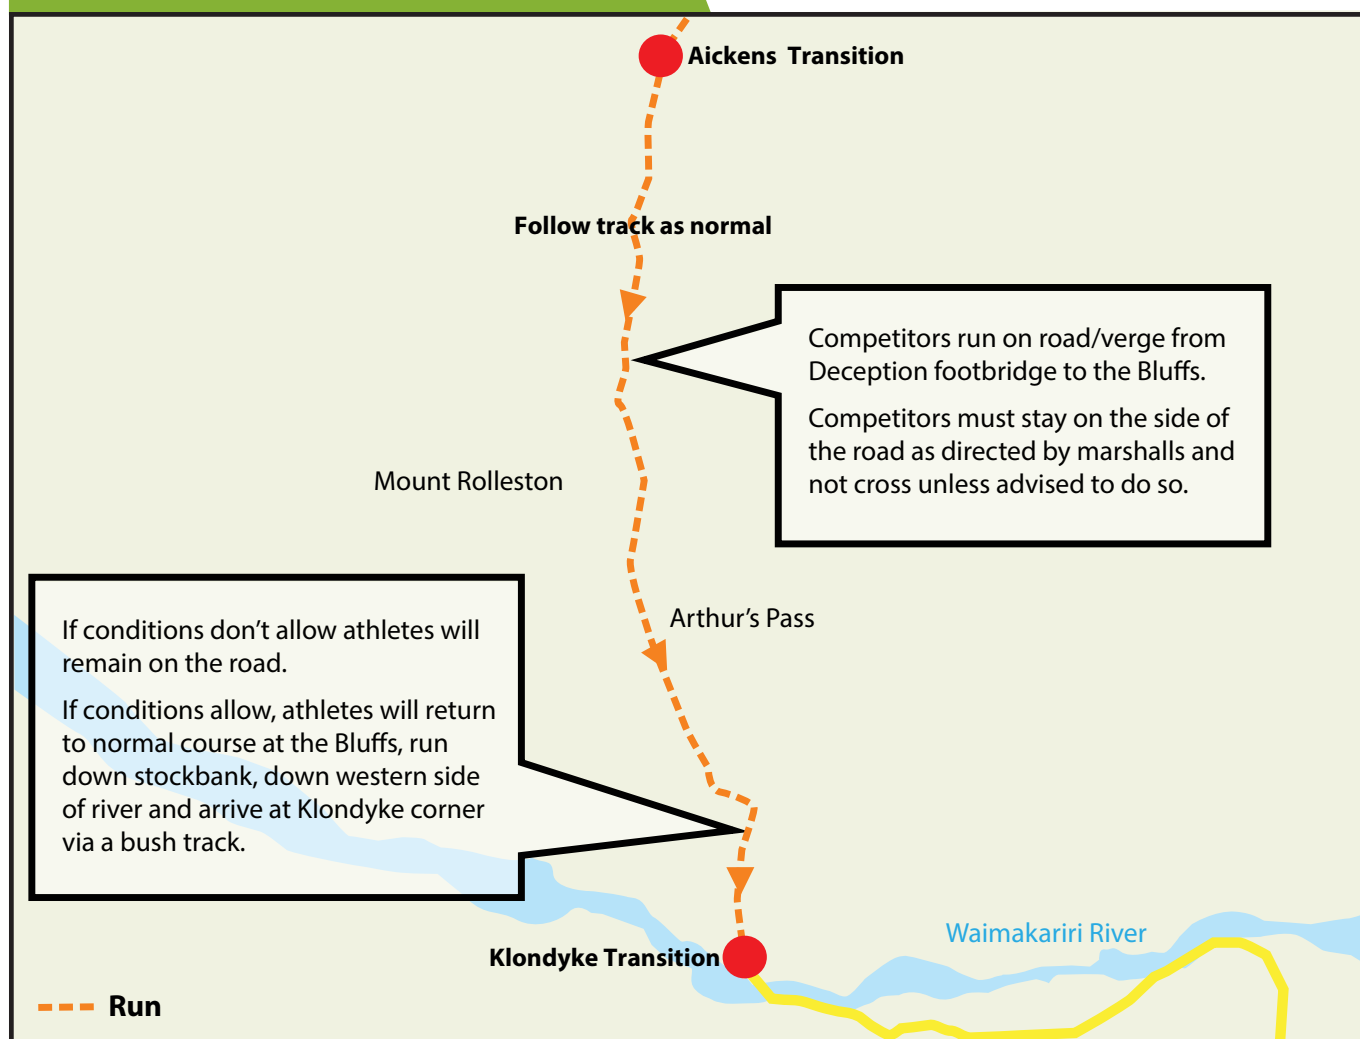 Aickens Transition
Follow track as normal
Competitors run on road/verge from
Deception footbridge to the Bluffs.
Competitors must stay on the side of
the road as directed by marshalls and
not cross unless advised to do so.
Mount Rolleston
Arthur's Pass
If conditions don't allow athletes will
remain on the road.
If conditions allow, athletes will return
to normal course at the Bluffs, run
down stockbank, down western side
of river and arrive at Klondyke corner
via a bush track.
Waimakariri River
Klondyke Transition
Run